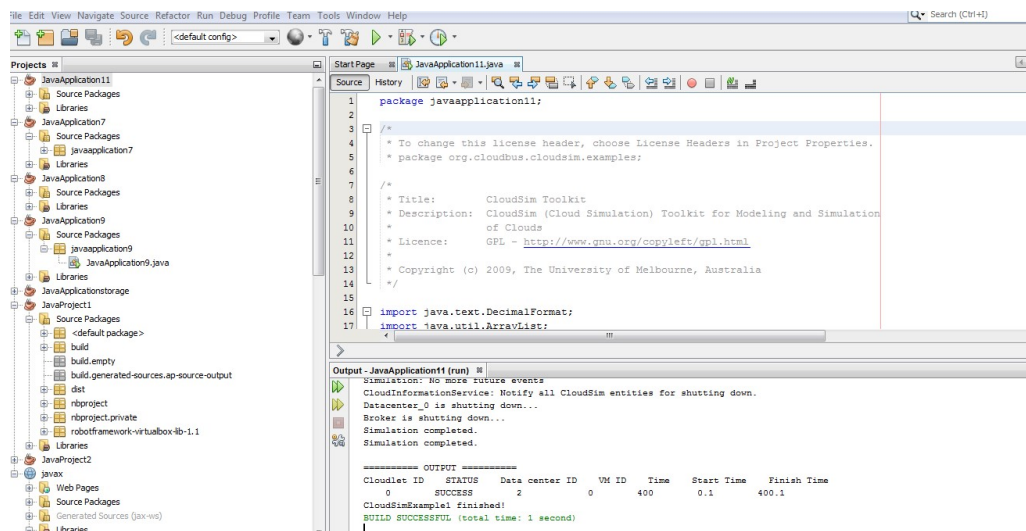 File Edit View Navigate Source Refactor Run Debug Profile Team Tools Window Help
Search (Ctrl+I)
<default config>
Projects
JavaApplication11
Source Packages
Libraries
JavaApplication7
Source Packages
javaapplication7
Libraries
JavaApplication8
Source Packages
Libraries
JavaApplication9
Source Packages
javaapplication9
JavaApplication9.java
Libraries
JavaApplicationstorage
JavaProject1
Source Packages
<default package>
build
build.empty
build.generated-sources.ap-source-output
dist
nbproject
nbproject.private
robotframework-virtualbox-lib-1.1
Libraries
JavaProject2
javax
Web Pages
Source Packages
Generated Sources (jax-ws)
Libraries
Start Page JavaApplication11.java
Source History
1 package javaapplication11;
2
3 /*
4 * To change this license header, choose License Headers in Project Properties.
5 * package org.cloudbus.cloudsim.examples;
6
7 /*
8 * Title: CloudSim Toolkit
9 * Description: CloudSim (Cloud Simulation) Toolkit for Modeling and Simulation
10 * of Clouds
11 * Licence: GPL - http://www.gnu.org/copyleft/gpl.html
12 *
13 * Copyright (c) 2009, The University of Melbourne, Australia
14 */
15
16 import java.text.DecimalFormat;
17 import java.util.ArrayList;
Output - JavaApplication11 (run)
Simulation: No more future events
CloudInformationService: Notify all CloudSim entities for shutting down.
Datacenter_0 is shutting down...
Broker is shutting down...
Simulation completed.
Simulation completed.
========== OUTPUT ==========
Cloudlet ID STATUS Data center ID VM ID Time Start Time Finish Time
0 SUCCESS 2 0 400 0.1 400.1
CloudSimExample1 finished!
BUILD SUCCESSFUL (total time: 1 second)